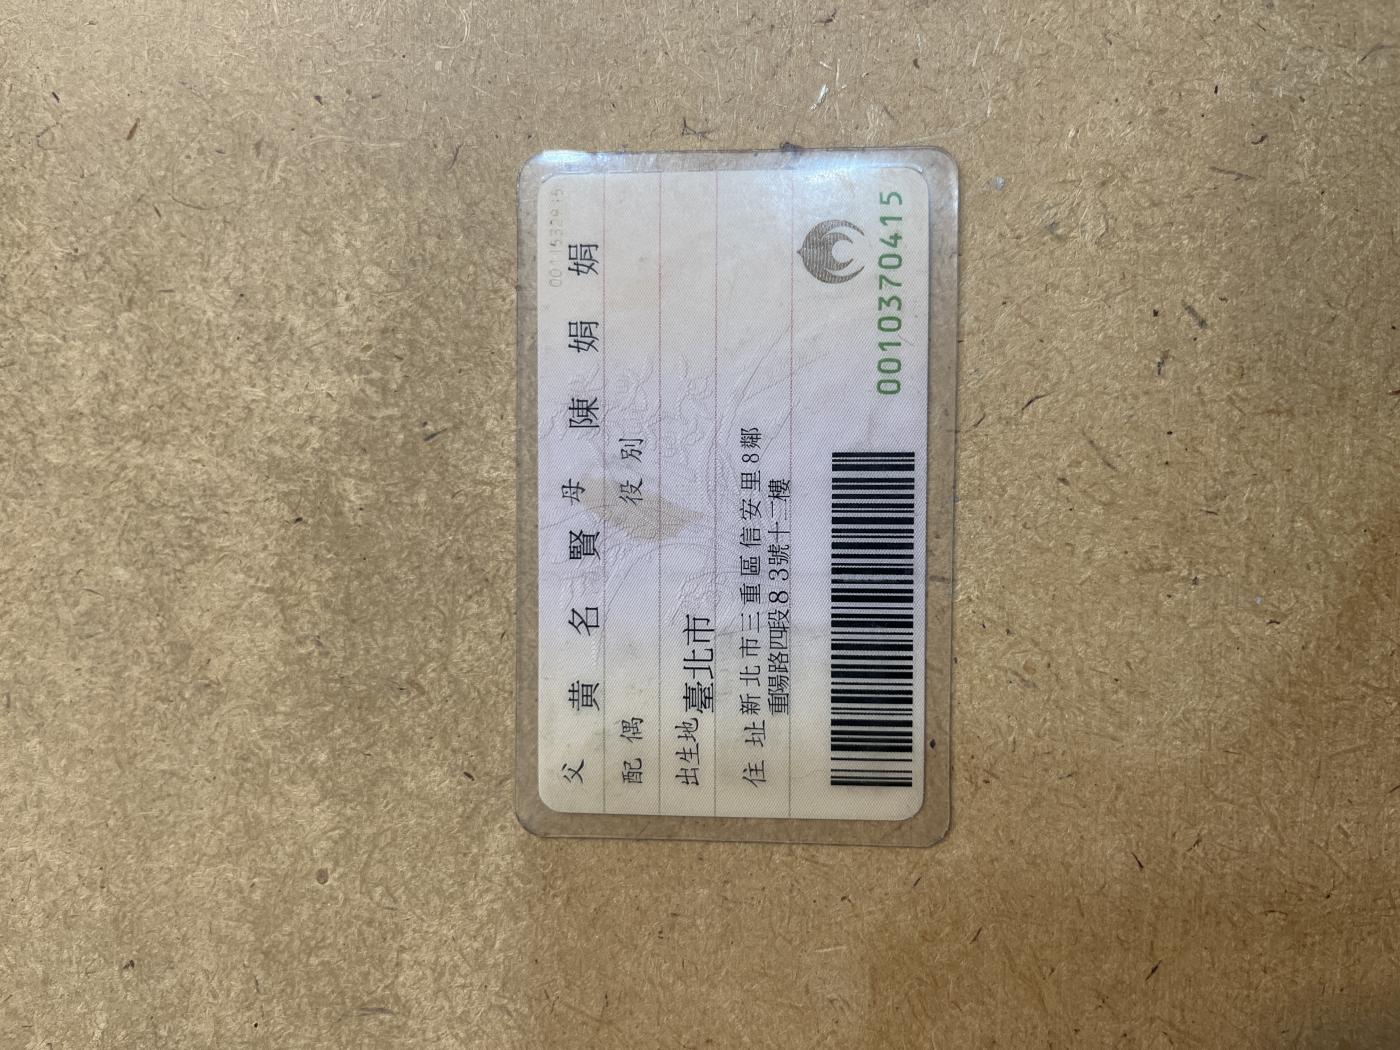 父 黄名賢 母 陳娟娟
配偶 役別
出生地 臺北市
住址 新北市三重區信安里8鄰
重陽路四段83號十二樓
0010370415